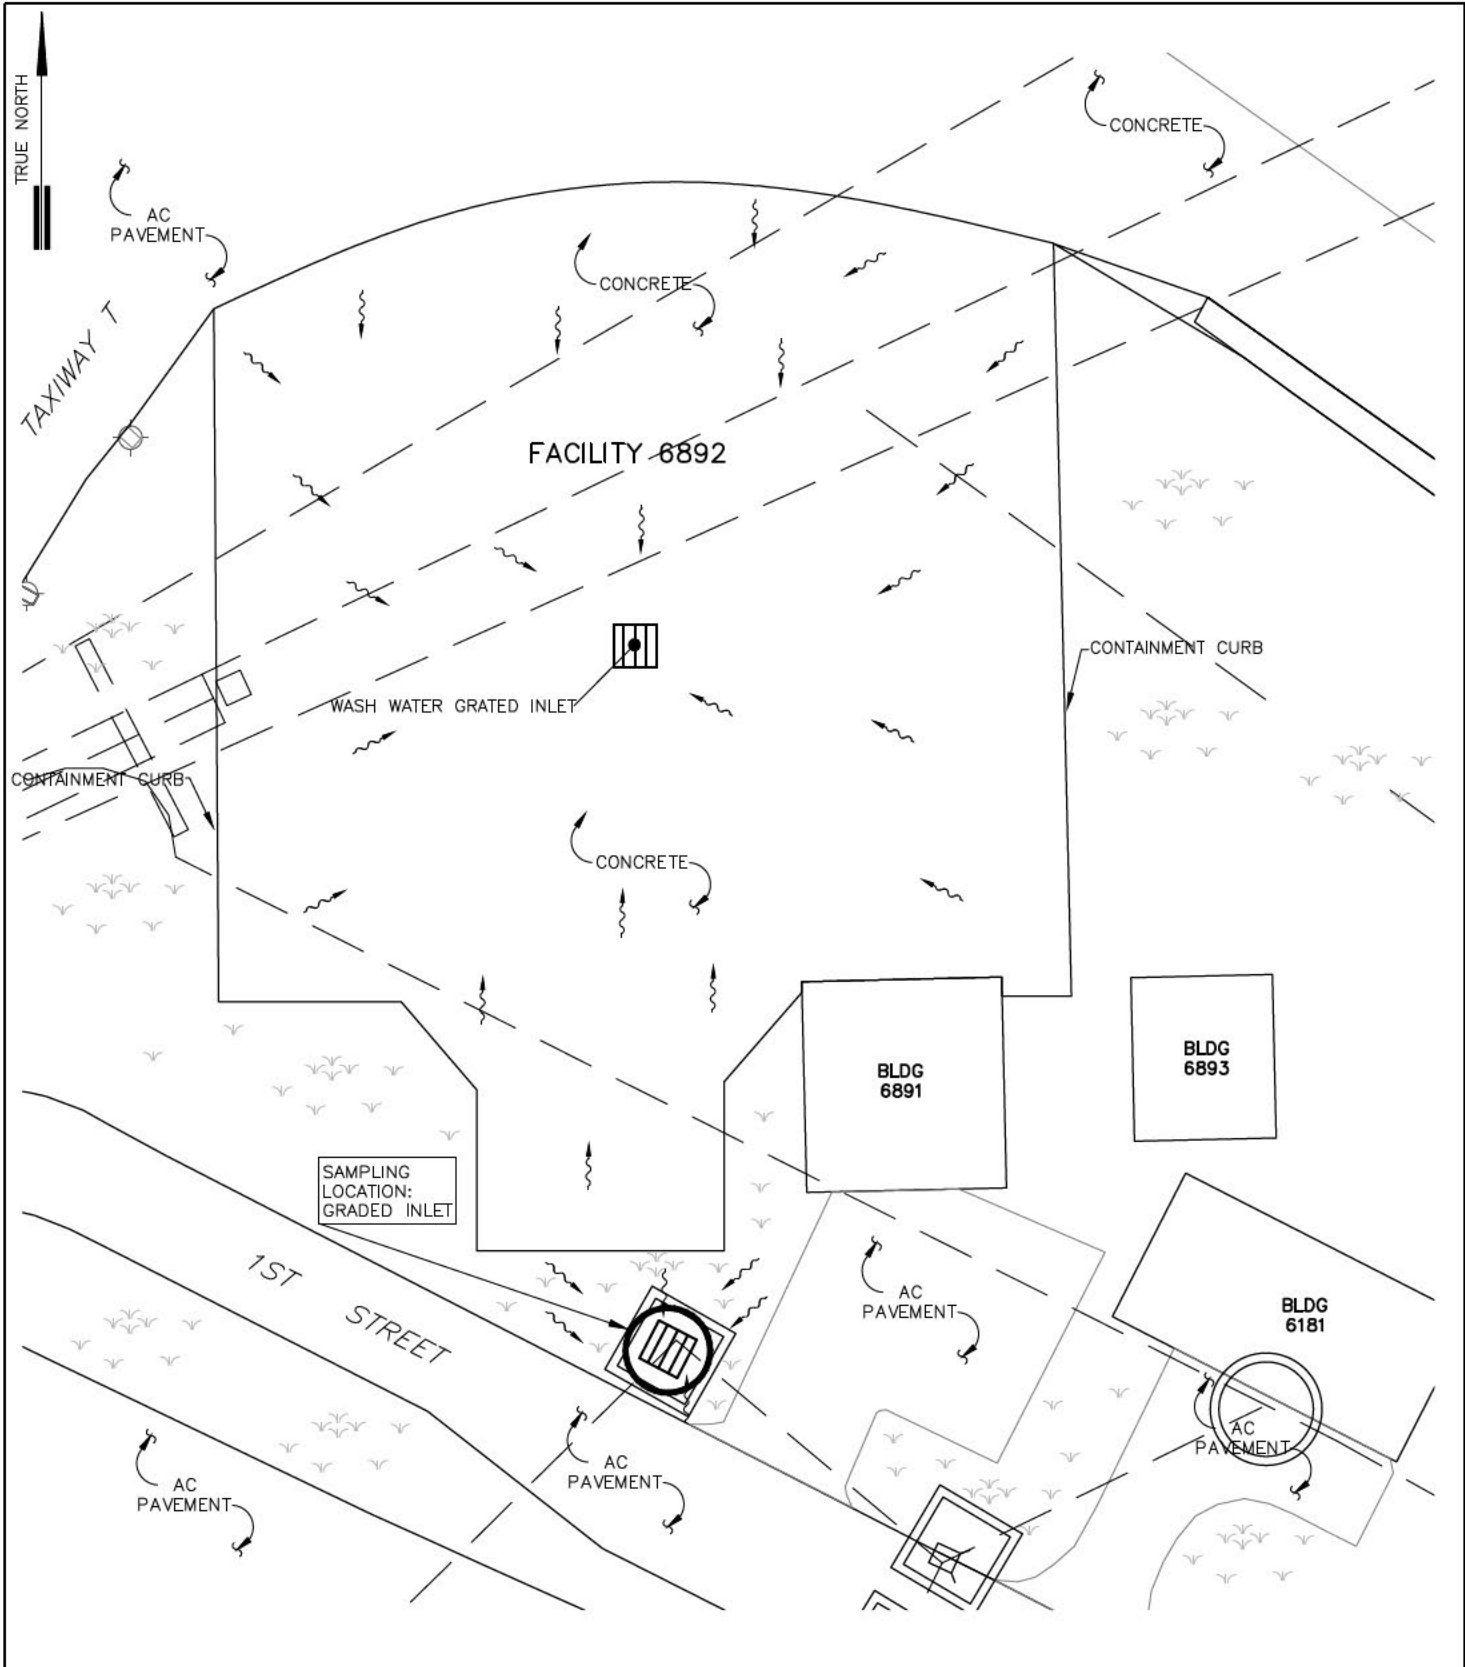 TRUE NORTH
CONCRETE
AC
PAVEMENT
TAXIWAY T
CONCRETE
FACILITY 6892
CONTAINMENT CURB
WASH WATER GRATED INLET
CONTAINMENT CURB
CONCRETE
BLDG
6891
BLDG
6893
SAMPLING
LOCATION:
GRADED INLET
1ST STREET
AC
PAVEMENT
BLDG
6181
AC
PAVEMENT
AC
PAVEMENT
AC
PAVEMENT